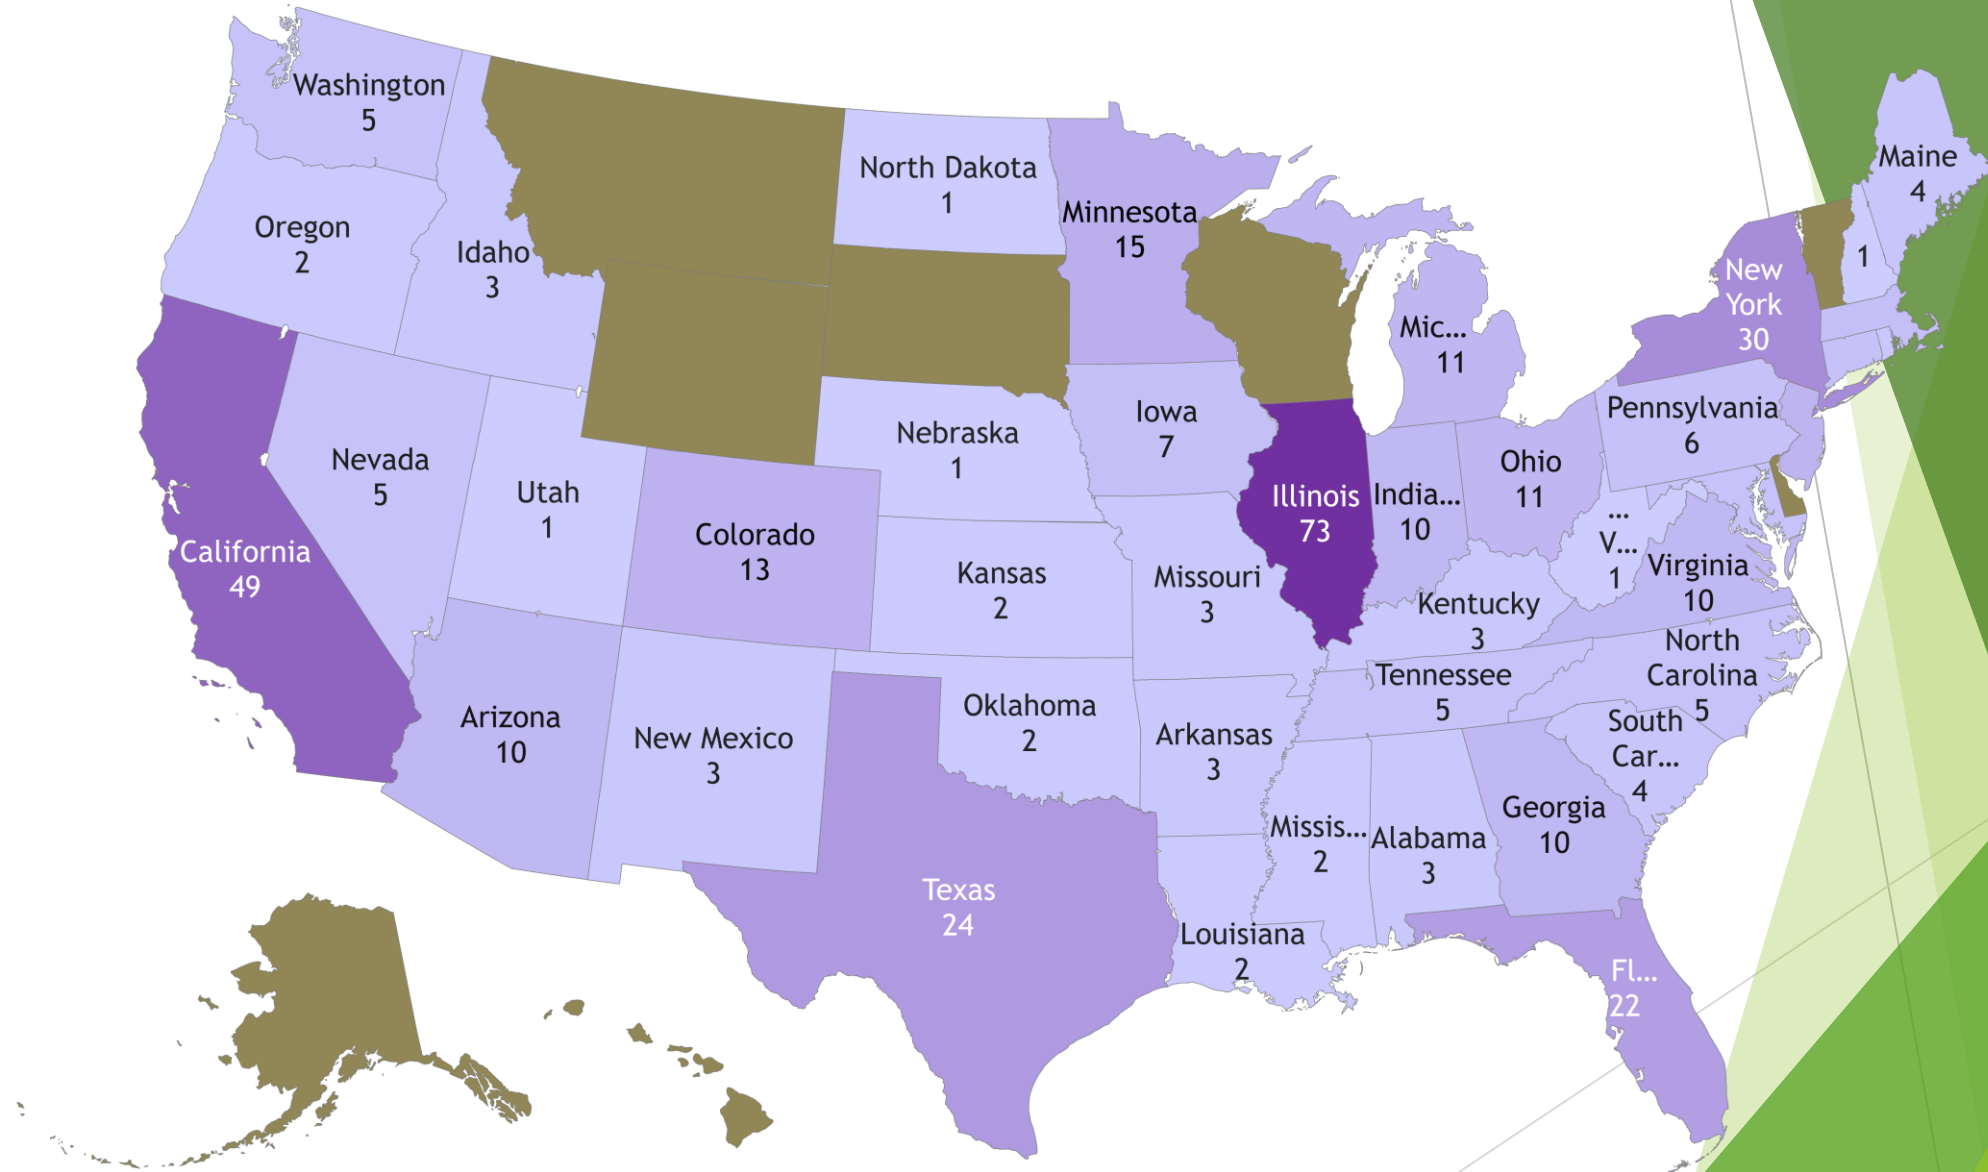 Washington
5
Oregon
2
Idaho
3
North Dakota
1
Minnesota
15
Maine
4
1
New
York
30
Mic...
11
California
49
Nevada
5
Utah
1
Colorado
13
Nebraska
1
Iowa
7
Illinois
73
India...
10
Ohio
11
Pennsylvania
6
...
V...
1
Virginia
10
Kansas
2
Missouri
3
Kentucky
3
North
Carolina
5
Tennessee
5
South
Car...
4
Arizona
10
New Mexico
3
Oklahoma
2
Arkansas
3
Missis...
2
Alabama
3
Georgia
10
Texas
24
Louisiana
2
Fl...
22